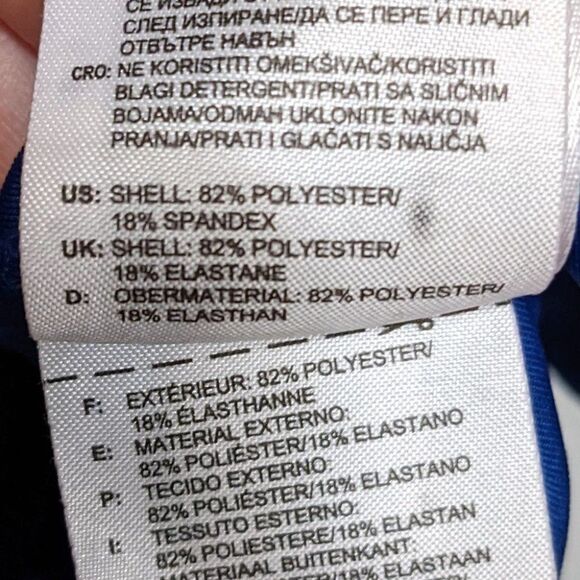 СЛЕД ИЗПИРАНЕ/ДА СЕ ПЕРЕ И ГЛАДИ
ОТВЪТРЕ НАВЪН
CRO: NE KORISTITI OMEKŠIVAČ/KORISTITI
BLAGI DETERGENT/PRATI SA SLIČNIM
BOJAMA/ODMAH UKLONITE NAKON
PRANJA/PRATI I GLAČATI S NALIČJA
US: SHELL: 82% POLYESTER/
18% SPANDEX
UK: SHELL: 82% POLYESTER/
18% ELASTANE
D: OBERMATERIAL: 82% POLYESTER/
18% ELASTHAN
F: EXTÉRIEUR: 82% POLYESTER/
18% ÉLASTHANNE
E: MATERIAL EXTERNO:
82% POLIÉSTER/18% ELASTANO
P: TECIDO EXTERNO:
82% POLIÉSTER/18% ELASTANO
I: TESSUTO ESTERNO:
82% POLIESTERE/18% ELASTAN
MATERIAAL BUITENKANT:
POLYESTER/18% ELASTAAN